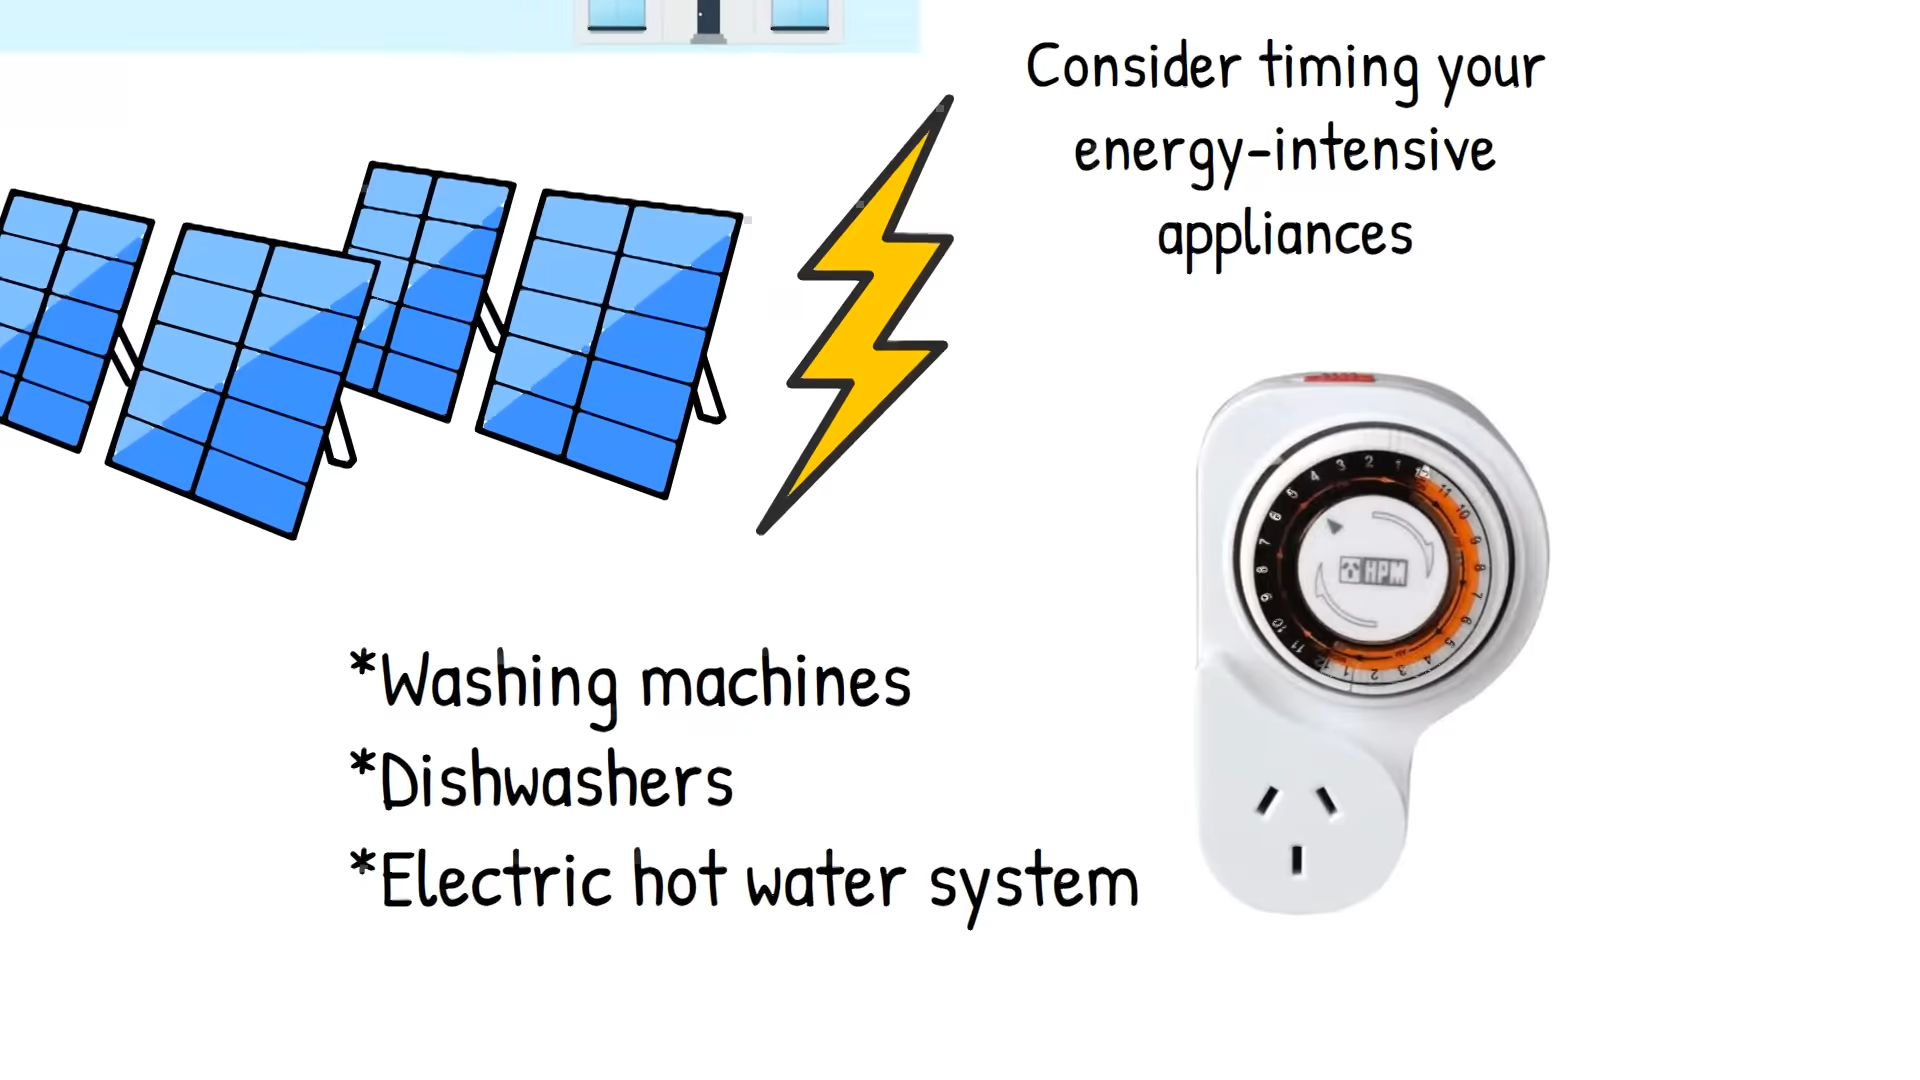 Consider timing your
energy-intensive
appliances
HPM
*Washing machines
*Dishwashers
*Electric hot water system